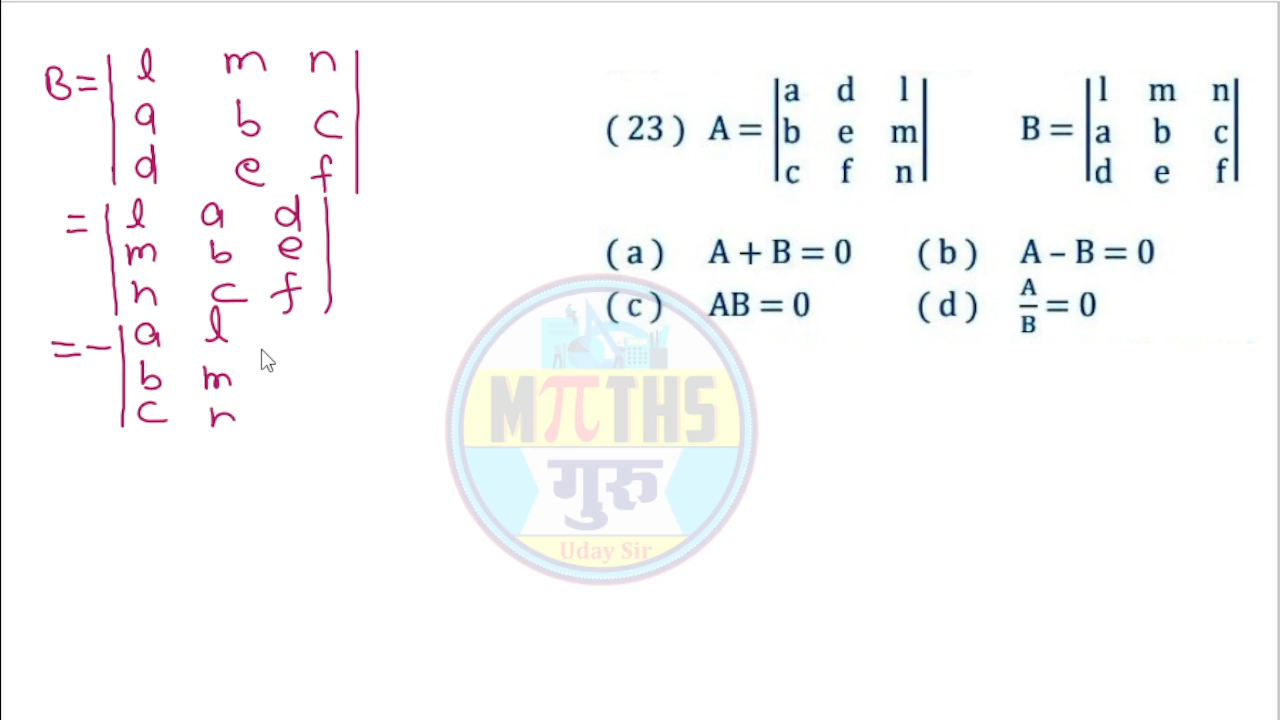 B = | l m n |
| a b c |
| d e f |
= | l a d |
| m b e |
| n c f |
= - | a l
| b m
| c n
( 23 ) A = | a d l | B = | l m n |
| b e m | | a b c |
| c f n | | d e f |
( a ) A + B = 0 ( b ) A – B = 0
( c ) AB = 0 ( d ) A/B = 0
MπTHS
गुरु
Uday Sir